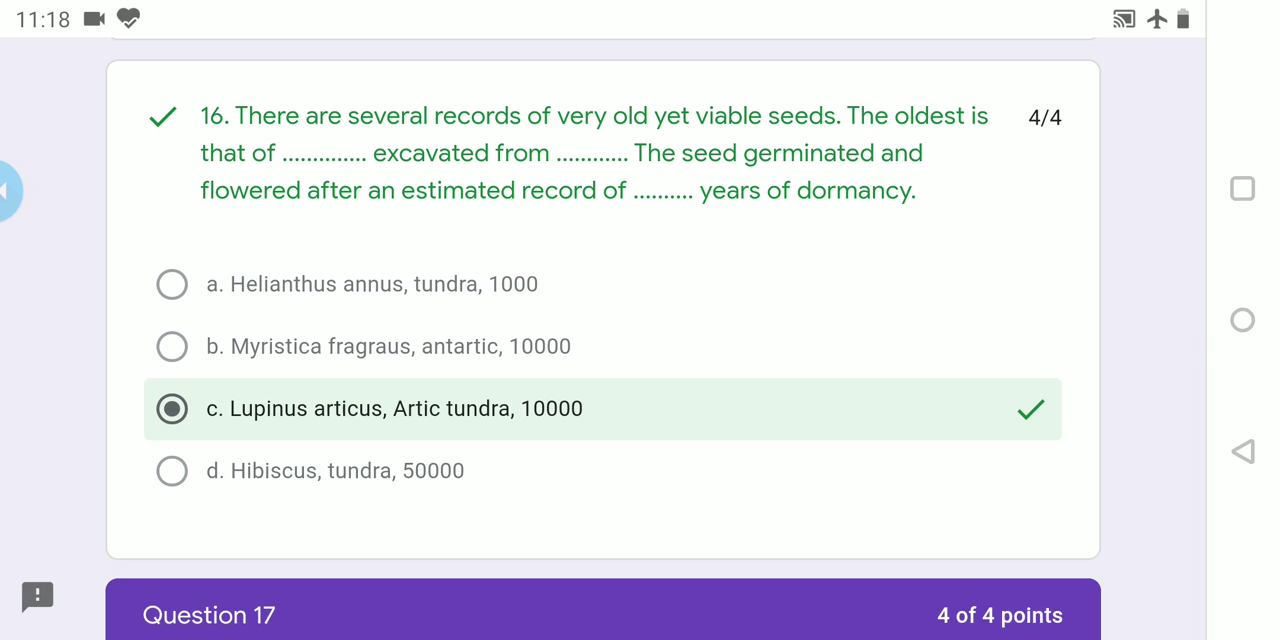 11:18
16. There are several records of very old yet viable seeds. The oldest is 4/4
that of .............. excavated from ............ The seed germinated and
flowered after an estimated record of .......... years of dormancy.
a. Helianthus annus, tundra, 1000
b. Myristica fragraus, antartic, 10000
c. Lupinus articus, Artic tundra, 10000
d. Hibiscus, tundra, 50000
Question 17 4 of 4 points